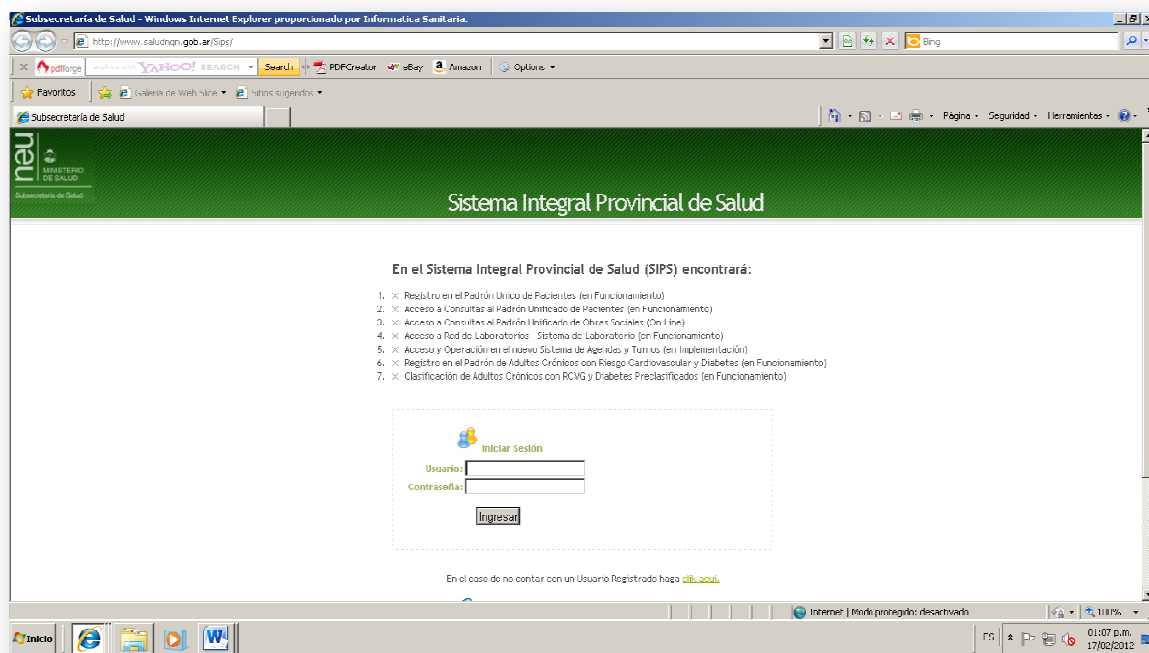 Subsecretaría de Salud - Windows Internet Explorer proporcionado por Informatica Sanitaria.
http://www.saludnqn.gob.ar/Sips/
Bing
pdfforge YAHOO! SEARCH Search PDFCreator eBay Amazon Options
Favoritos Galería de Web Slice Sitios sugeridos
Subsecretaría de Salud Página Seguridad Herramientas
neu
MINISTERIO
DE SALUD
Subsecretaría de Salud
Sistema Integral Provincial de Salud
En el Sistema Integral Provincial de Salud (SIPS) encontrará:
1. Registro en el Padrón Unico de Pacientes (en Funcionamiento)
2. Acceso a Consultas al Padrón Unificado de Pacientes (en Funcionamiento)
3. Acceso a Consultas al Padrón Unificado de Obras Sociales (On Line)
4. Acceso a Red de Laboratorios - Sistema de Laboratorio (en Funcionamiento)
5. Acceso y Operación en el nuevo Sistema de Agendas y Turnos (en Implementación)
6. Registro en el Padrón de Adultos Crónicos con Riesgo Cardiovascular y Diabetes (en Funcionamiento)
7. Clasificación de Adultos Crónicos con RCVG y Diabetes Preclasificados (en Funcionamiento)
Iniciar Sesión
Usuario:
Contraseña:
Ingresar
En el caso de no contar con un Usuario Registrado haga clik aquí.
Internet | Modo protegido: desactivado 100%
Inicio ES 01:07 p.m.
17/02/2012